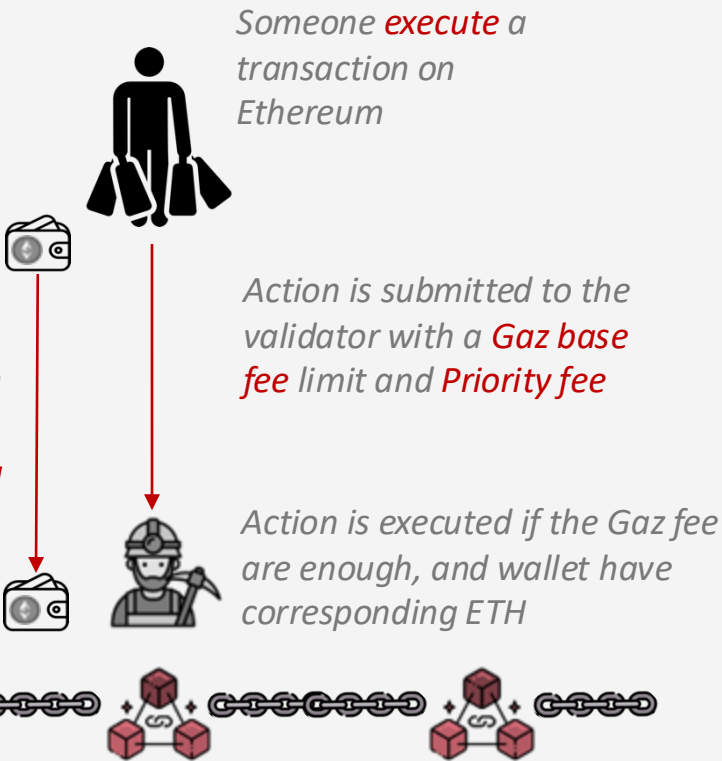 Someone execute a
transaction on
Ethereum
Action is submitted to the
validator with a Gaz base
fee limit and Priority fee
Action is executed if the Gaz fee
are enough, and wallet have
corresponding ETH